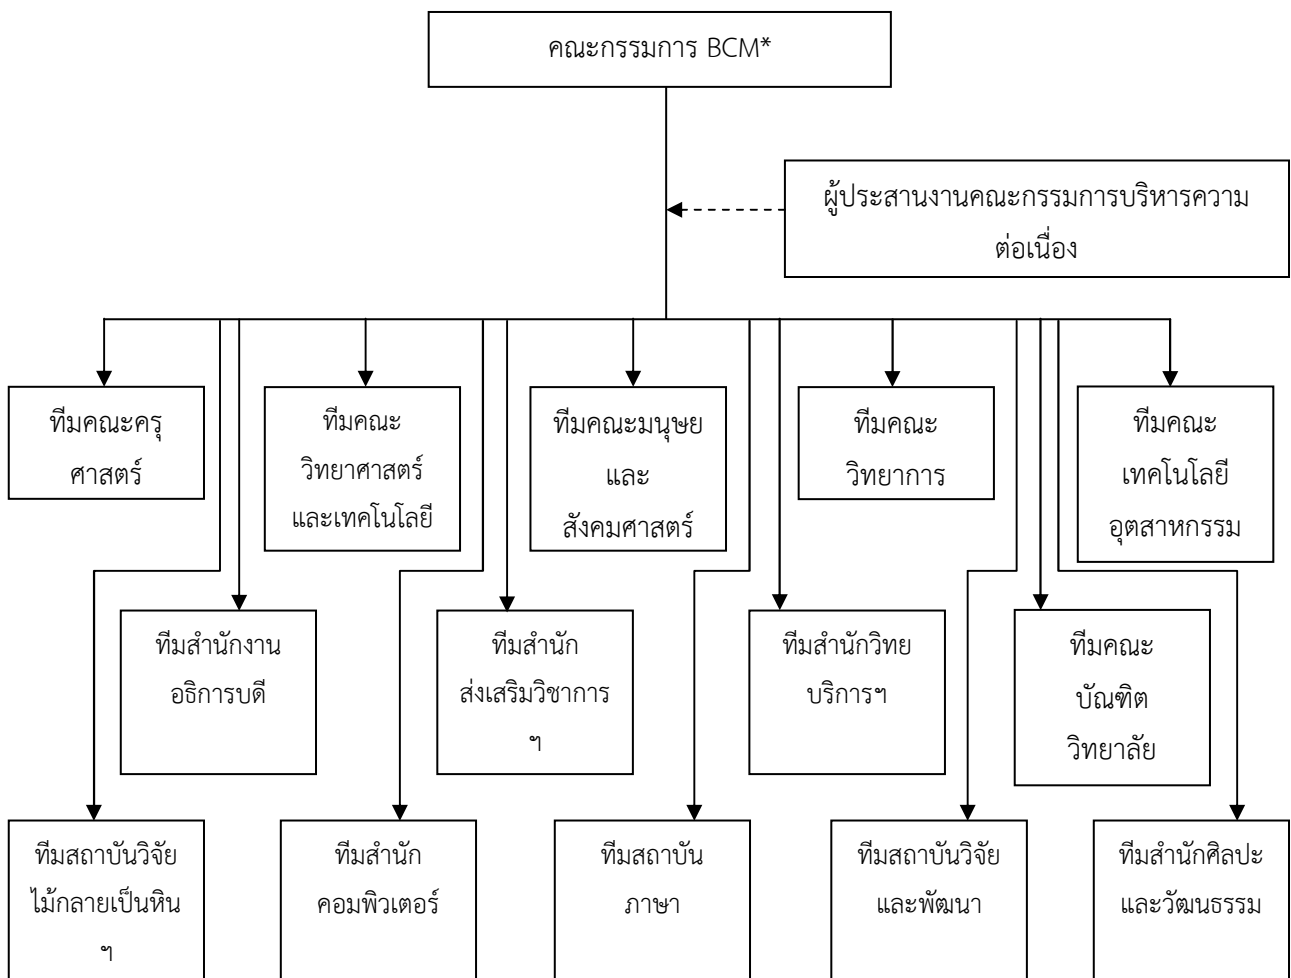 คณะกรรมการ BCM*
ผู้ประสานงานคณะกรรมการบริหารความ
ต่อเนื่อง
ทีมคณะครุ
ศาสตร์
ทีมคณะ
วิทยาศาสตร์
และเทคโนโลยี
ทีมคณะมนุษย
และ
สังคมศาสตร์
ทีมคณะ
วิทยาการ
ทีมคณะ
เทคโนโลยี
อุตสาหกรรม
ทีมสำนักงาน
อธิการบดี
ทีมสำนัก
ส่งเสริมวิชาการ
ฯ
ทีมสำนักวิทย
บริการฯ
ทีมคณะ
บัณฑิต
วิทยาลัย
ทีมสถาบันวิจัย
ไม้กลายเป็นหิน
ฯ
ทีมสำนัก
คอมพิวเตอร์
ทีมสถาบัน
ภาษา
ทีมสถาบันวิจัย
และพัฒนา
ทีมสำนักศิลปะ
และวัฒนธรรม